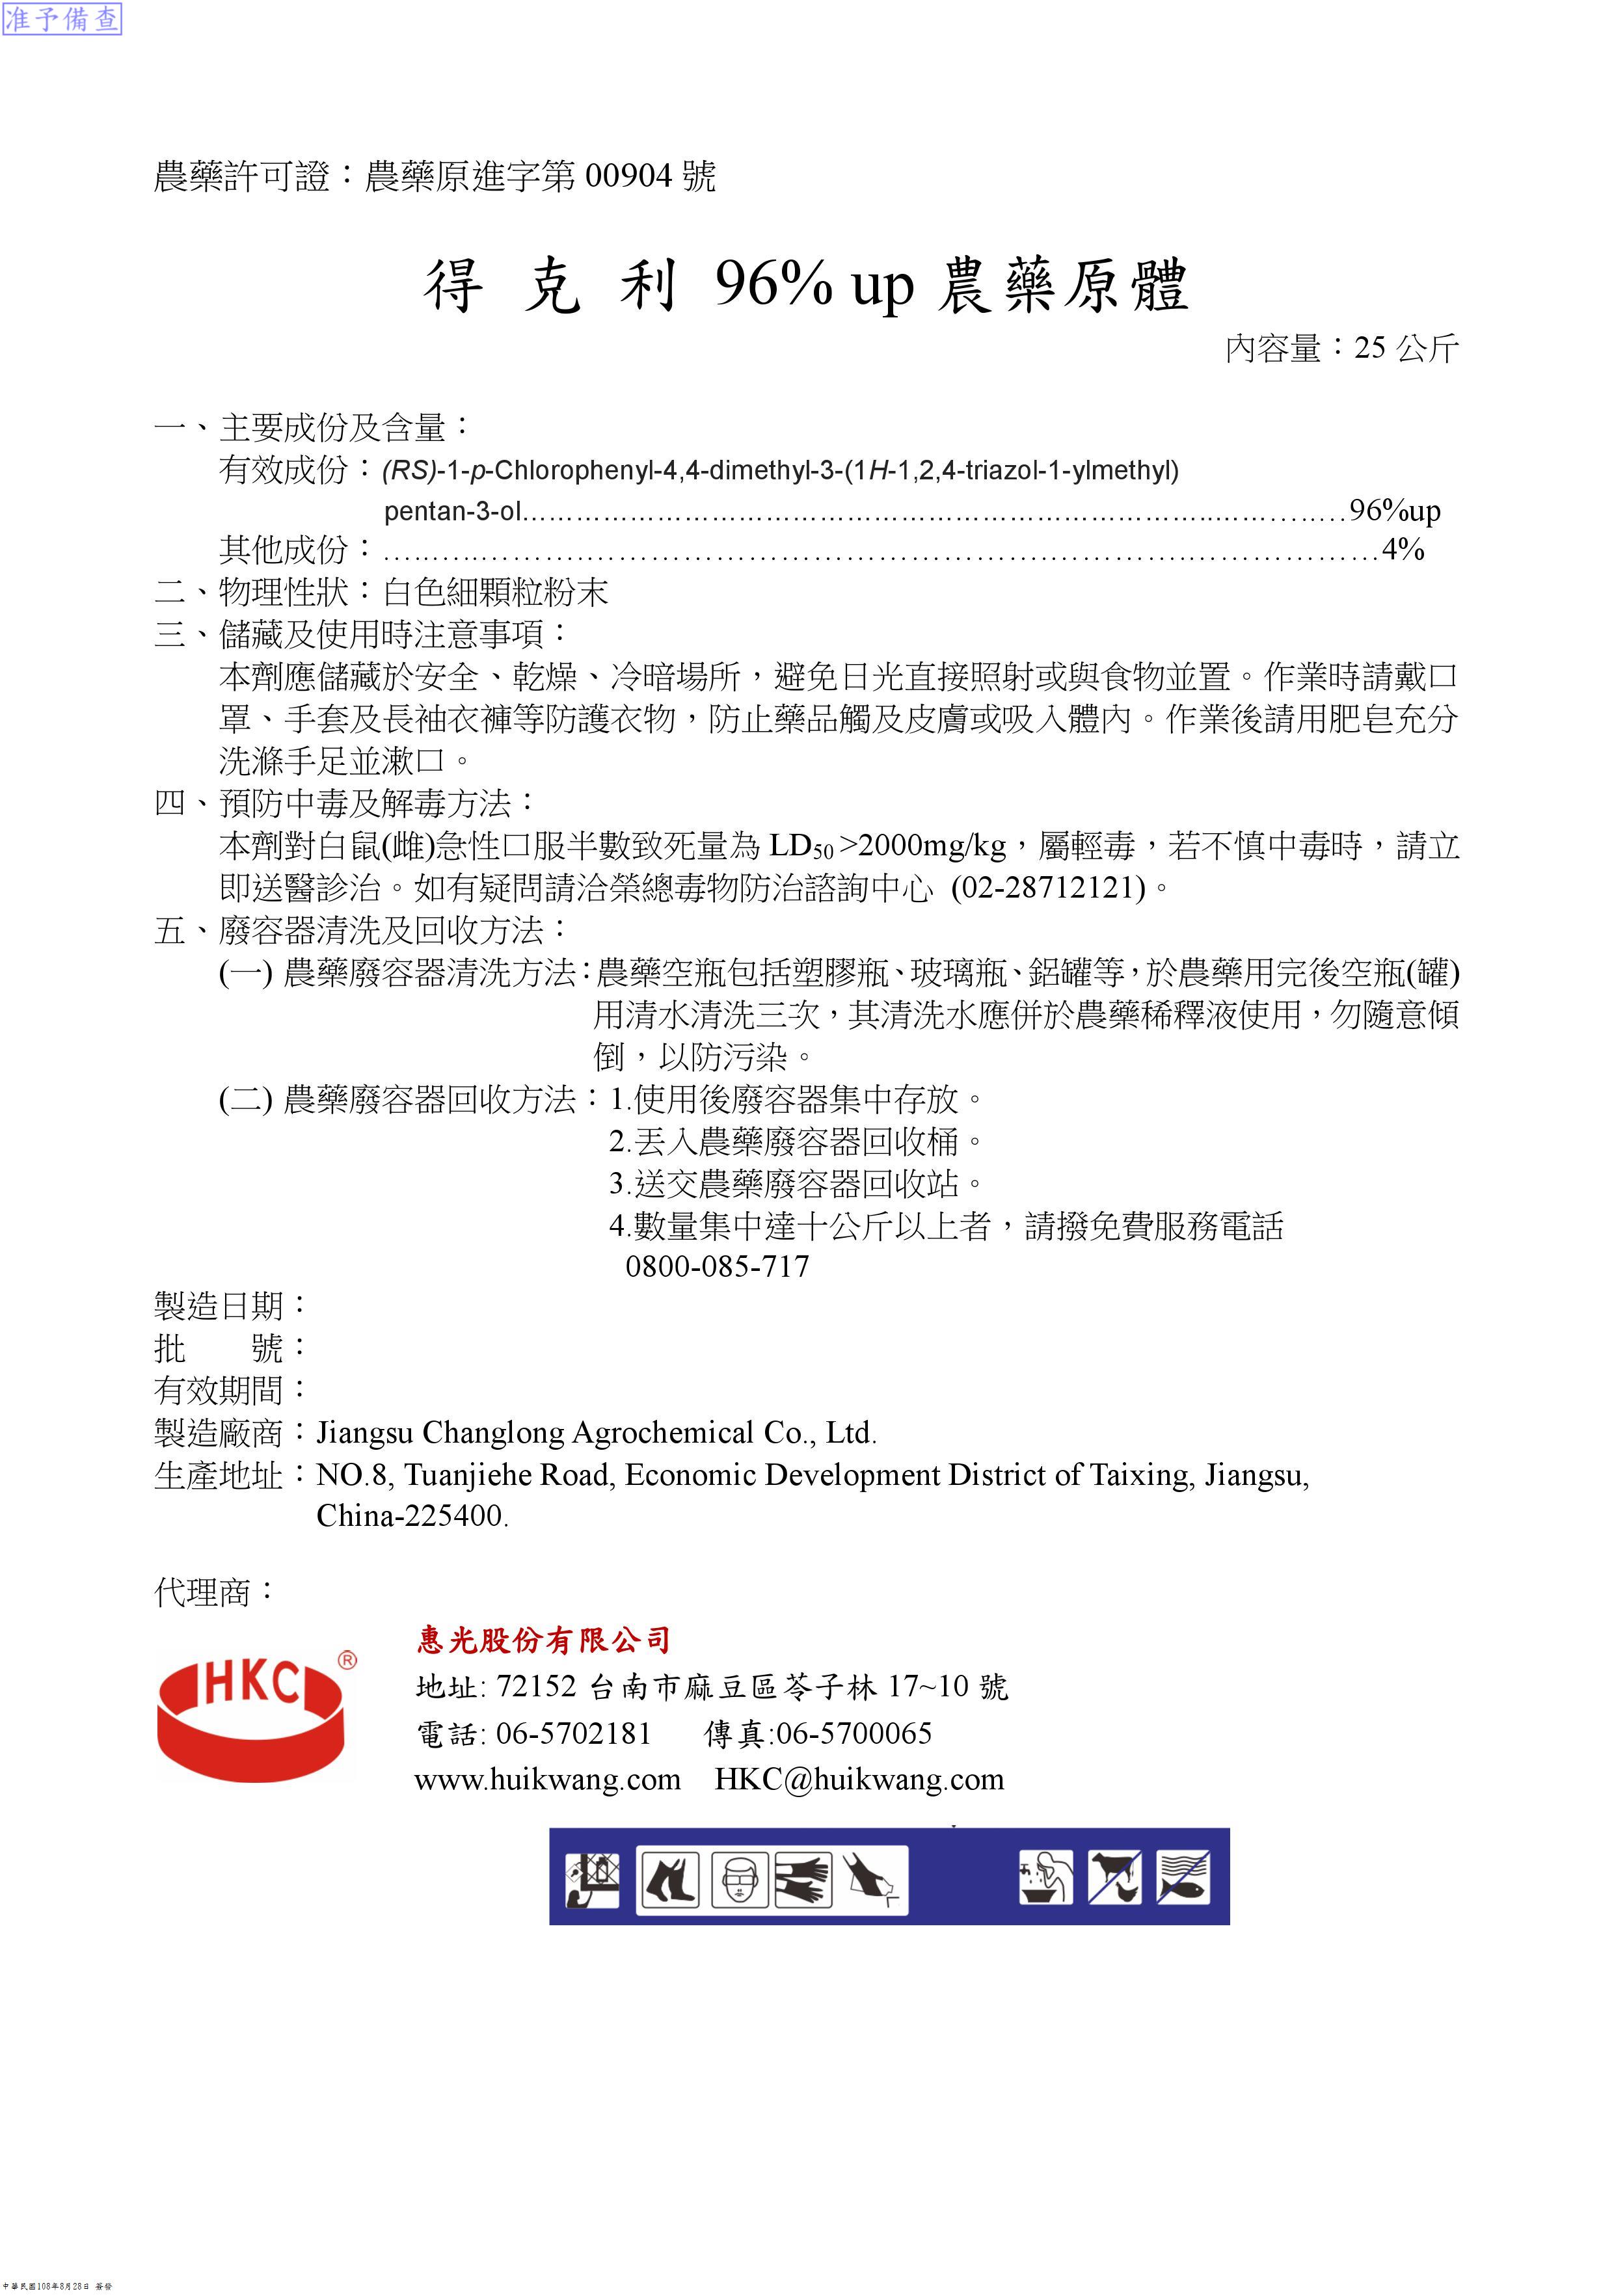 准予備查
農藥許可證：農藥原進字第 00904 號
得 克 利 96% up 農藥原體
內容量：25 公斤
一、主要成份及含量：
有效成份：(RS)-1-p-Chlorophenyl-4,4-dimethyl-3-(1H-1,2,4-triazol-1-ylmethyl)
pentan-3-ol……………………………………………………………………………96%up
其他成份：………………………………………………………………………………4%
二、物理性狀：白色細顆粒粉末
三、儲藏及使用時注意事項：
本劑應儲藏於安全、乾燥、冷暗場所，避免日光直接照射或與食物並置。作業時請戴口
罩、手套及長袖衣褲等防護衣物，防止藥品觸及皮膚或吸入體內。作業後請用肥皂充分
洗滌手足並漱口。
四、預防中毒及解毒方法：
本劑對白鼠(雌)急性口服半數致死量為 LD50 >2000mg/kg，屬輕毒，若不慎中毒時，請立
即送醫診治。如有疑問請洽榮總毒物防治諮詢中心 (02-28712121)。
五、廢容器清洗及回收方法：
(一) 農藥廢容器清洗方法：農藥空瓶包括塑膠瓶、玻璃瓶、鋁罐等，於農藥用完後空瓶(罐)
用清水清洗三次，其清洗水應併於農藥稀釋液使用，勿隨意傾
倒，以防污染。
(二) 農藥廢容器回收方法：1.使用後廢容器集中存放。
2.丟入農藥廢容器回收桶。
3.送交農藥廢容器回收站。
4.數量集中達十公斤以上者，請撥免費服務電話
0800-085-717
製造日期：
批　　號：
有效期間：
製造廠商：Jiangsu Changlong Agrochemical Co., Ltd.
生產地址：NO.8, Tuanjiehe Road, Economic Development District of Taixing, Jiangsu,
China-225400.
代理商：
HKC ®
惠光股份有限公司
地址: 72152 台南市麻豆區苓子林 17~10 號
電話: 06-5702181 傳真:06-5700065
www.huikwang.com HKC@huikwang.com
中華民國108年8月28日 簽發